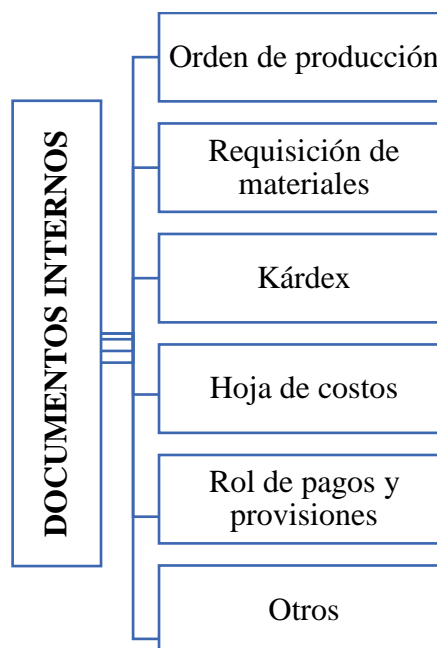 DOCUMENTOS INTERNOS
Orden de producción
Requisición de
materiales
Kárdex
Hoja de costos
Rol de pagos y
provisiones
Otros